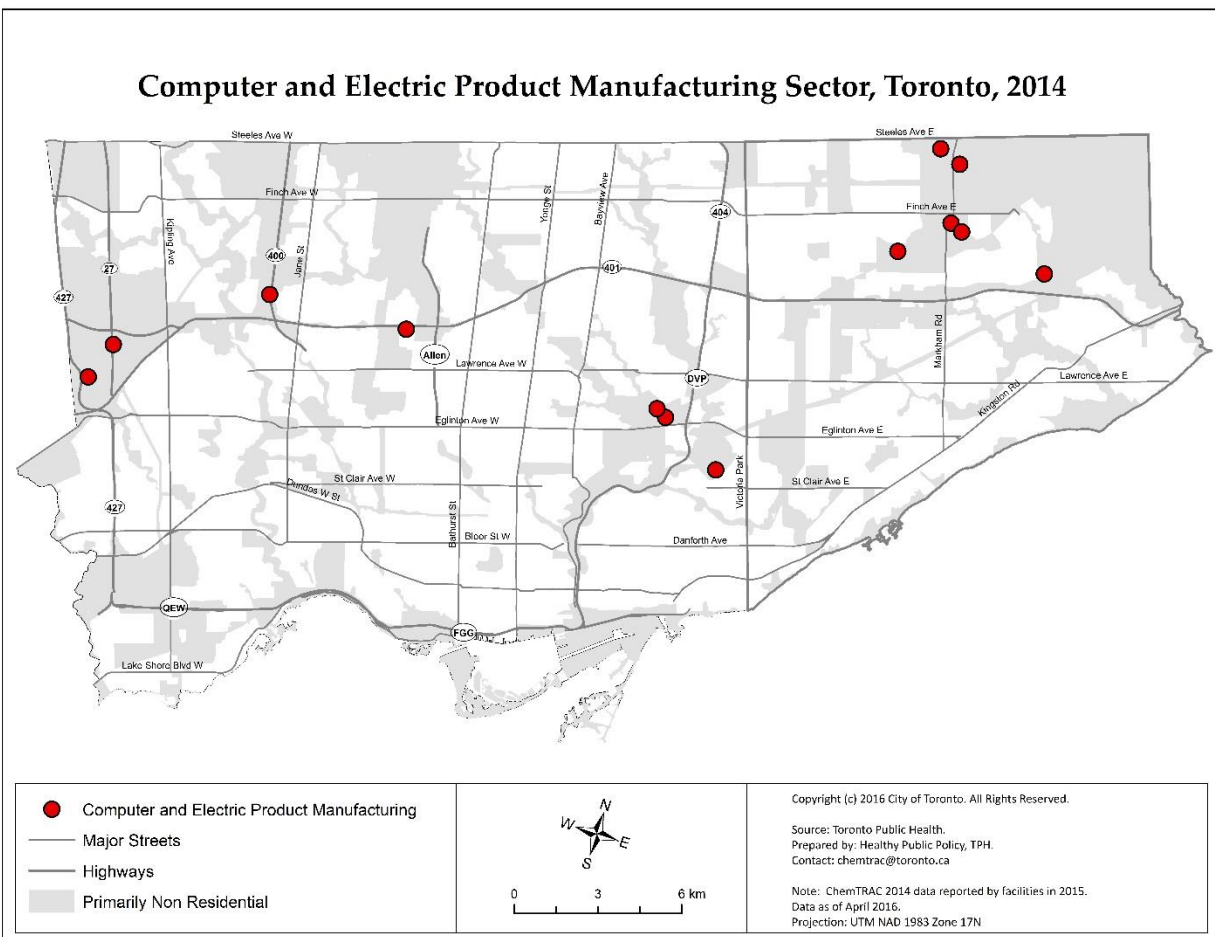 Computer and Electric Product Manufacturing Sector, Toronto, 2014
Steeles Ave W
Steeles Ave E
Finch Ave W
Finch Ave E
Kipling Ave
Jane St
Yonge St
Bayview Ave
404
400
27
401
427
Allen
Lawrence Ave W
Markham Rd
DVP
Lawronce Ave E
Kingston Rd
Eglinton Ave W
Eglinton Ave E
Victoria Park
St Clair Ave W
St Clair Ave E
Dundas W St
427
Bathurst St
Bloor St W
Danforth Ave
QEW
FGG
Lake Shore Blvd W
Computer and Electric Product Manufacturing
Major Streets
Highways
Primarily Non Residential
N
W
E
S
0 3 6 km
Copyright (c) 2016 City of Toronto. All Rights Reserved.
Source: Toronto Public Health.
Prepared by: Healthy Public Policy, TPH.
Contact: chemtrac@toronto.ca
Note: ChemTRAC 2014 data reported by facilities in 2015.
Data as of April 2016.
Projection: UTM NAD 1983 Zone 17N